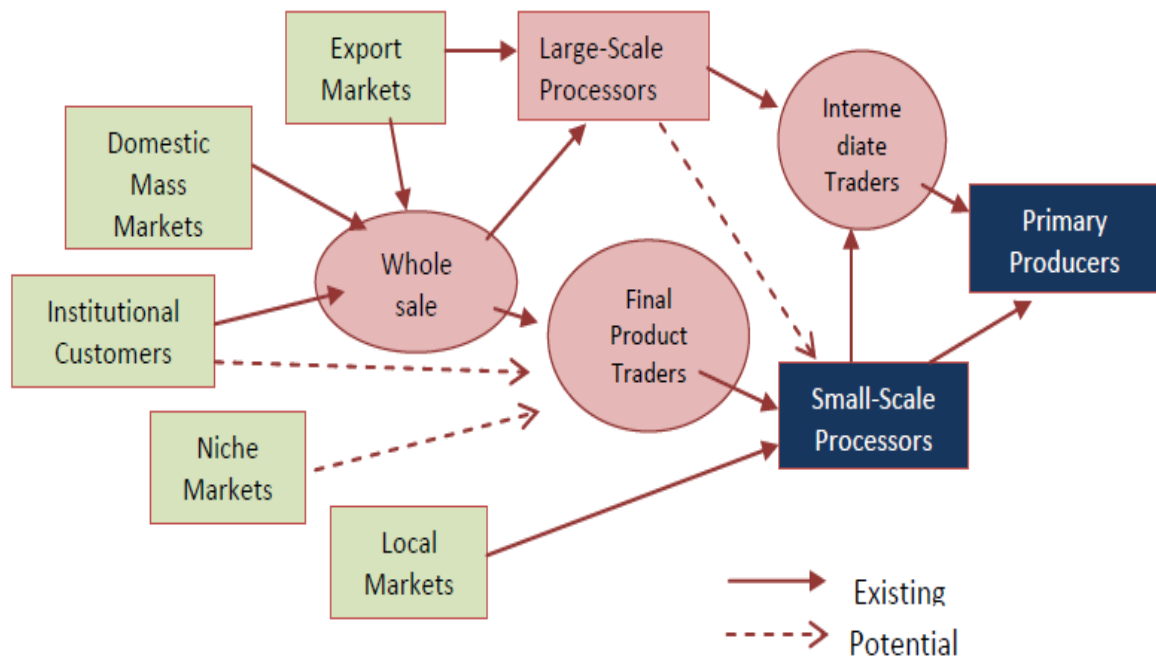 Export
Markets
Large-Scale
Processors
Interme
diate
Traders
Domestic
Mass
Markets
Primary
Producers
Whole
sale
Institutional
Customers
Final
Product
Traders
Small-Scale
Processors
Niche
Markets
Local
Markets
Existing
Potential